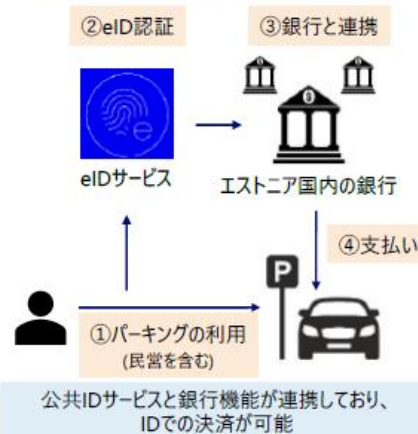 ②eID認証
③銀行と連携
eIDサービス
エストニア国内の銀行
④支払い
P
①パーキングの利用
(民営を含む)
公共IDサービスと銀行機能が連携しており、
IDでの決済が可能